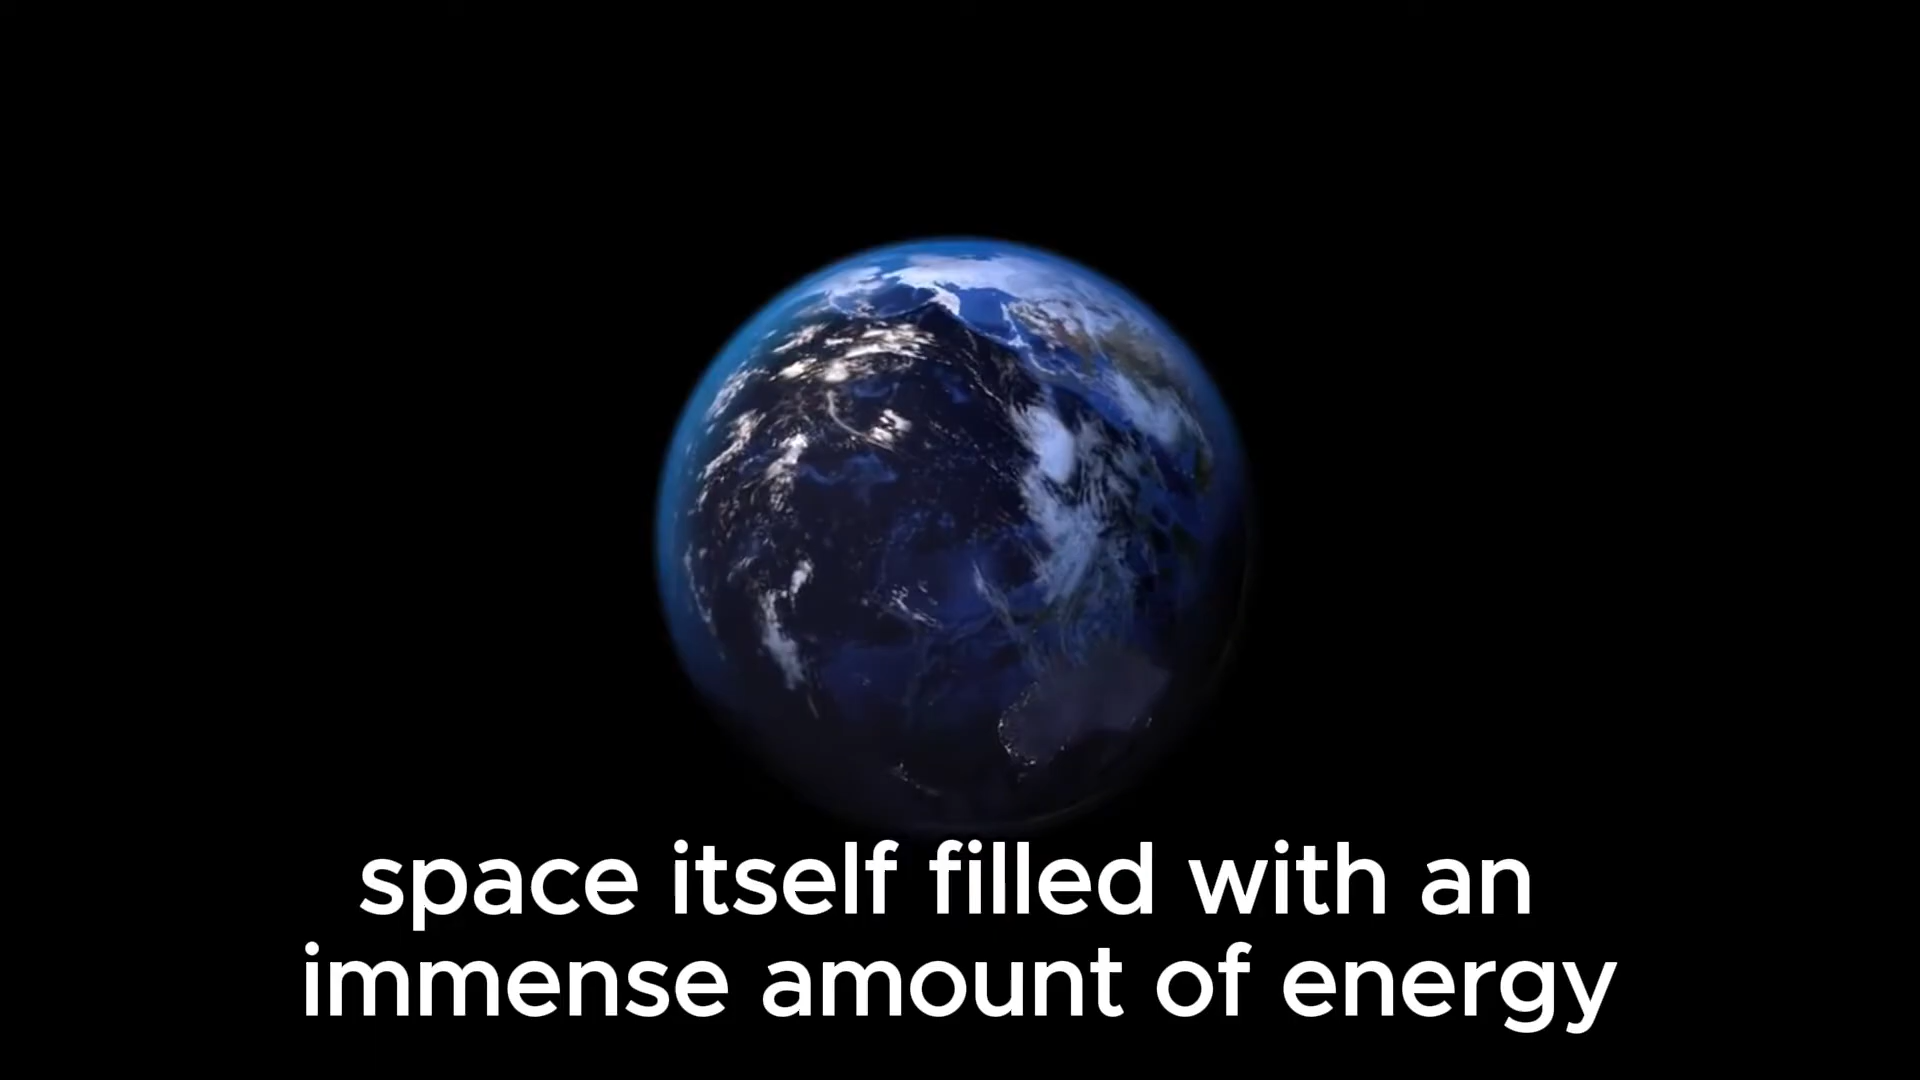 space itself filled with an
immense amount of energy